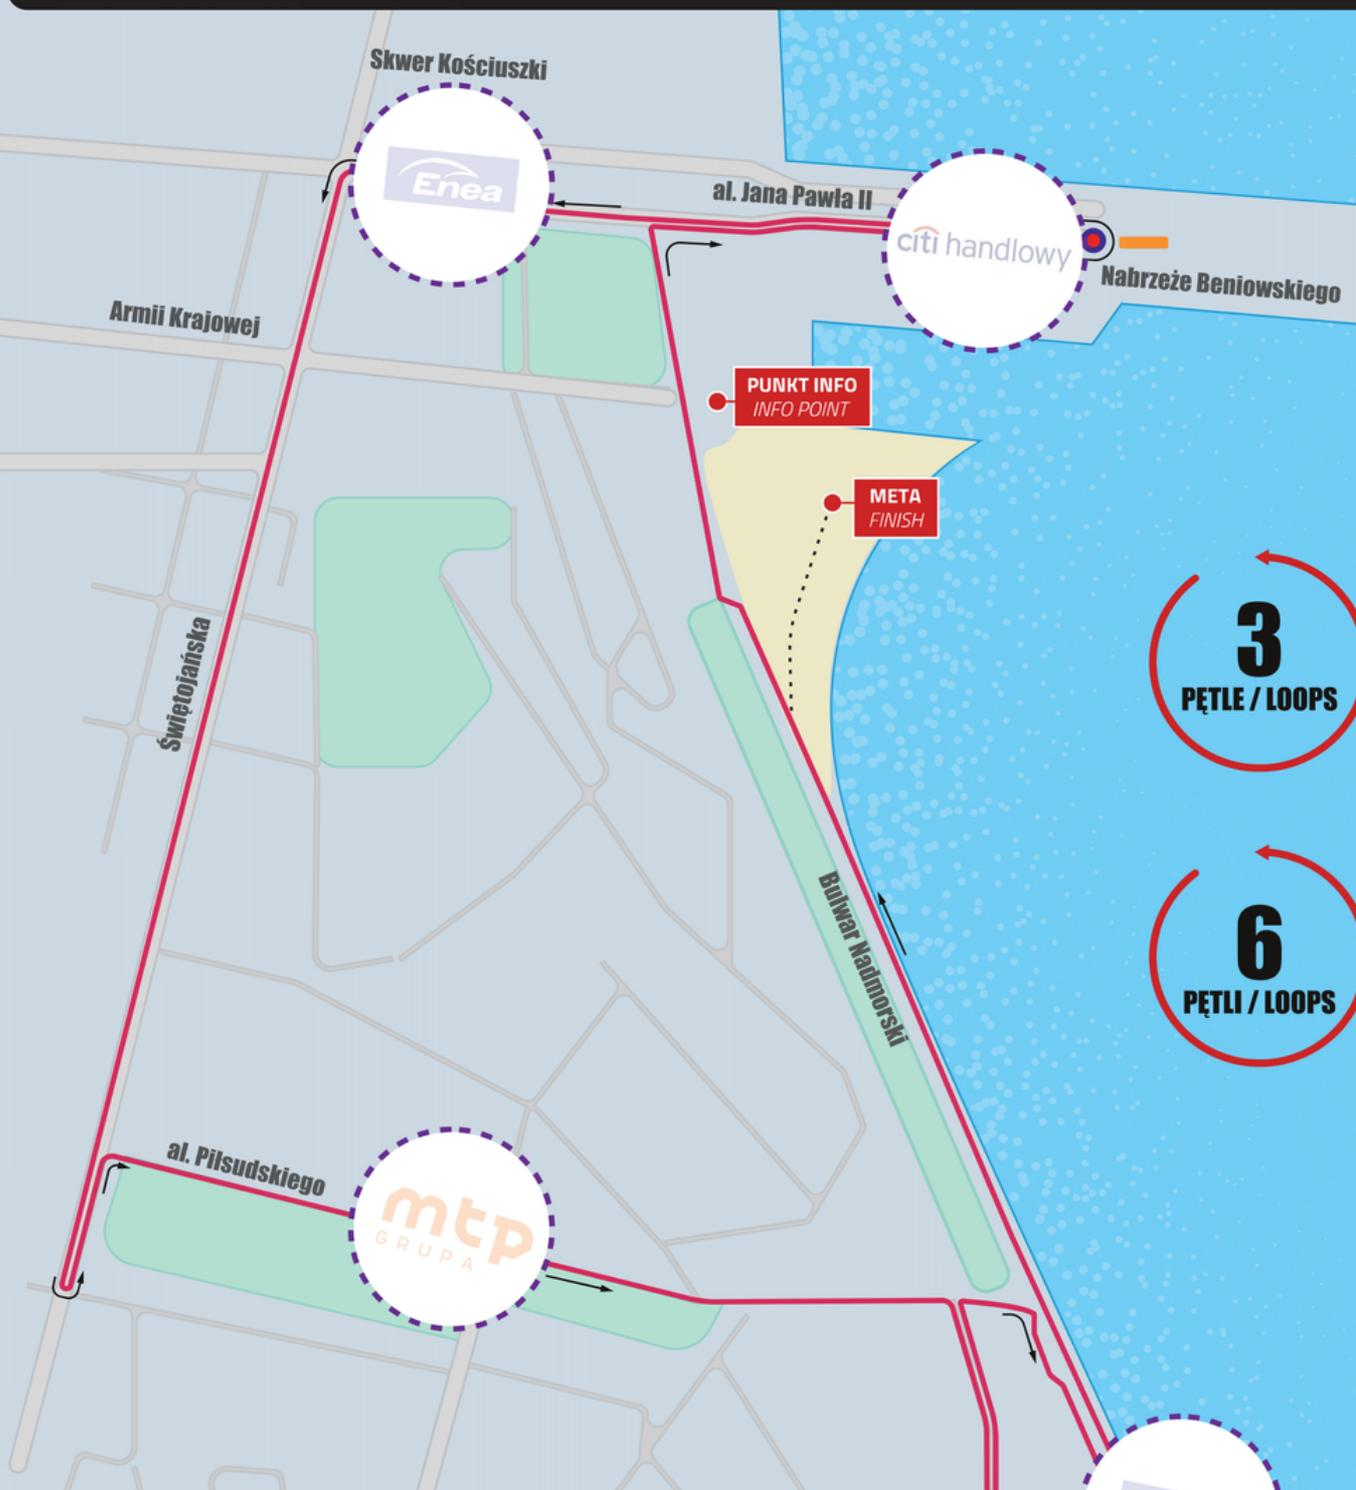 Skwer Kościuszki
Enea
al. Jana Pawła II
citi handlowy
Nabrzeże Beniowskiego
Armii Krajowej
PUNKT INFO
INFO POINT
META
FINISH
3
PĘTLE / LOOPS
Świętojańska
6
PĘTLI / LOOPS
Bulwar Nadmorski
al. Piłsudskiego
mtp
GRUPA